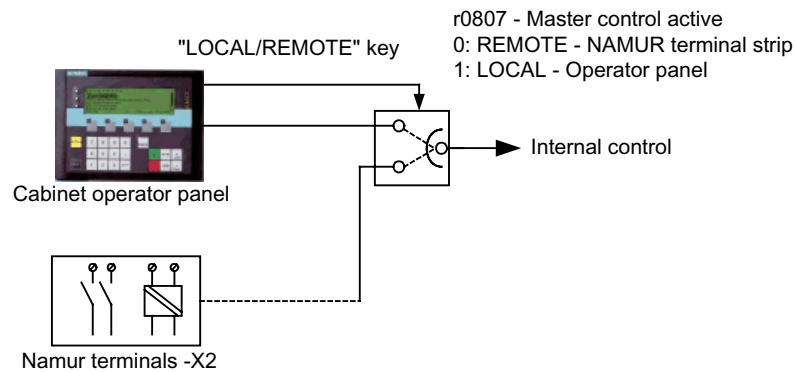 r0807 - Master control active
"LOCAL/REMOTE" key
0: REMOTE - NAMUR terminal strip
1: LOCAL - Operator panel
Internal control
Cabinet operator panel
Namur terminals -X2